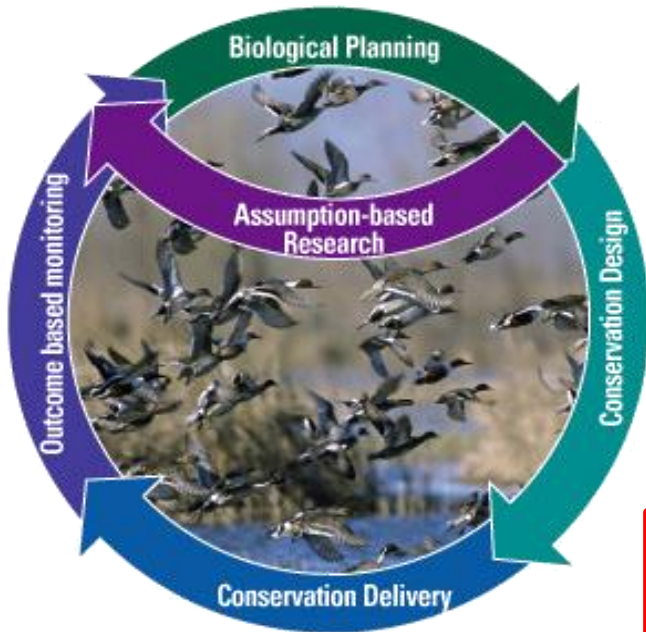 Biological Planning
Assumption-based
Research
Outcome based monitoring
Conservation Design
Conservation Delivery